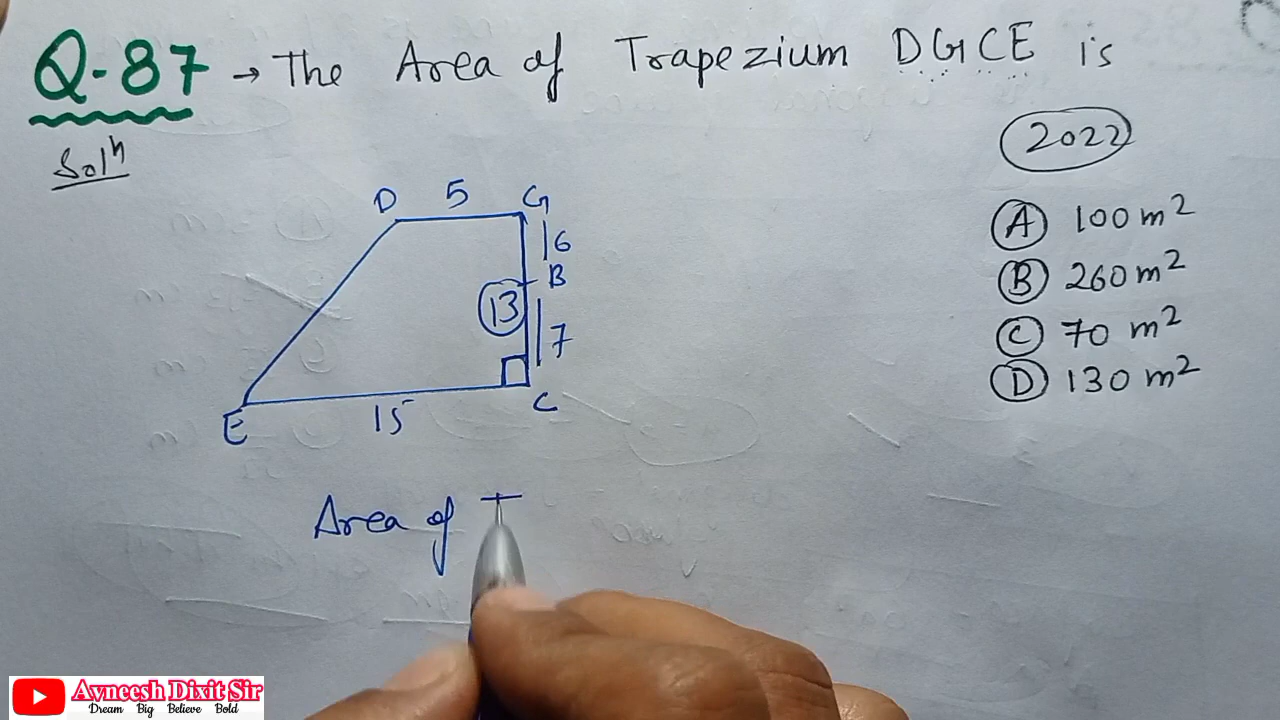 Q-87 → The Area of Trapezium DGCE is
2022
Solⁿ
D 5 G
6
B
13
7
E 15 C
A 100 m²
B 260 m²
C 70 m²
D 130 m²
Area of T
Avneesh Dixit Sir
Dream Big Believe Bold